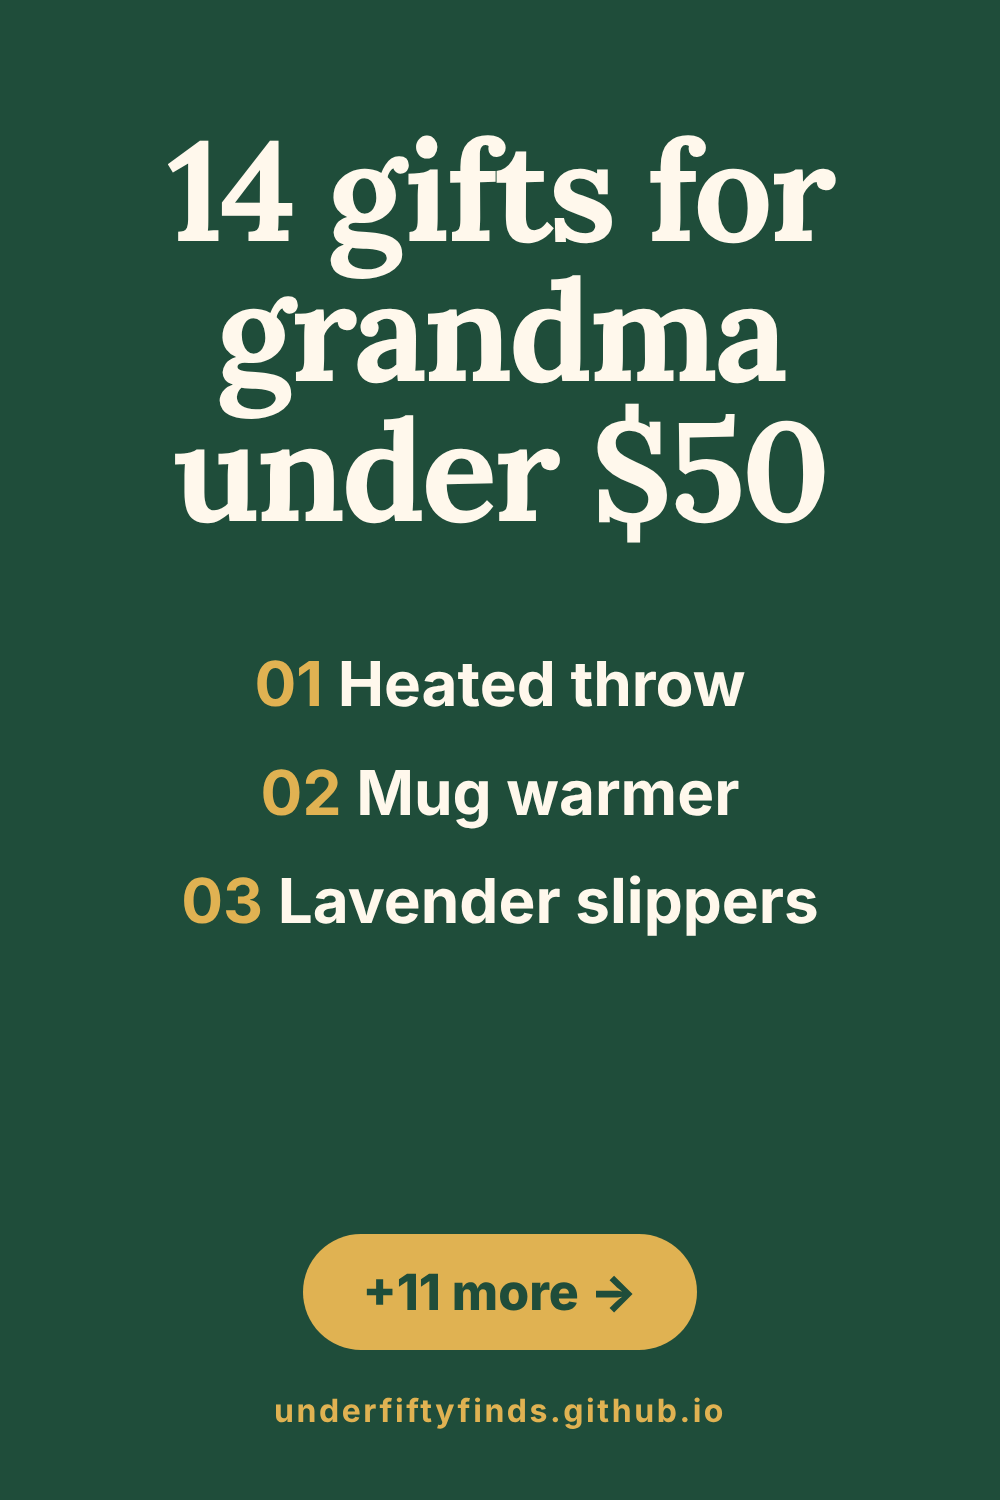 14 gifts for
grandma
under $50
01 Heated throw
02 Mug warmer
03 Lavender slippers
+11 more →
underfiftyfinds.github.io